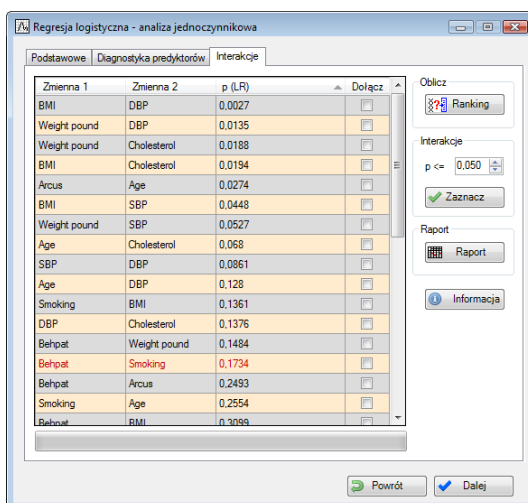 Regresja logistyczna - analiza jednoczynnikowa
Podstawowe Diagnostyka predyktorów Interakcje
Zmienna 1 Zmienna 2 p (LR) Dołącz
BMI DBP 0,0027
Weight pound DBP 0,0135
Weight pound Cholesterol 0,0188
BMI Cholesterol 0,0194
Arcus Age 0,0274
BMI SBP 0,0448
Weight pound SBP 0,0527
Age Cholesterol 0,068
SBP DBP 0,0861
Age DBP 0,128
Smoking BMI 0,1361
DBP Cholesterol 0,1376
Behpat Weight pound 0,1484
Behpat Smoking 0,1734
Behpat Arcus 0,2493
Smoking Age 0,2554
Behpat BMI 0,3099
Oblicz
Ranking
Interakcje
p <= 0,050
Zaznacz
Raport
Raport
Informacja
Powrót Dalej